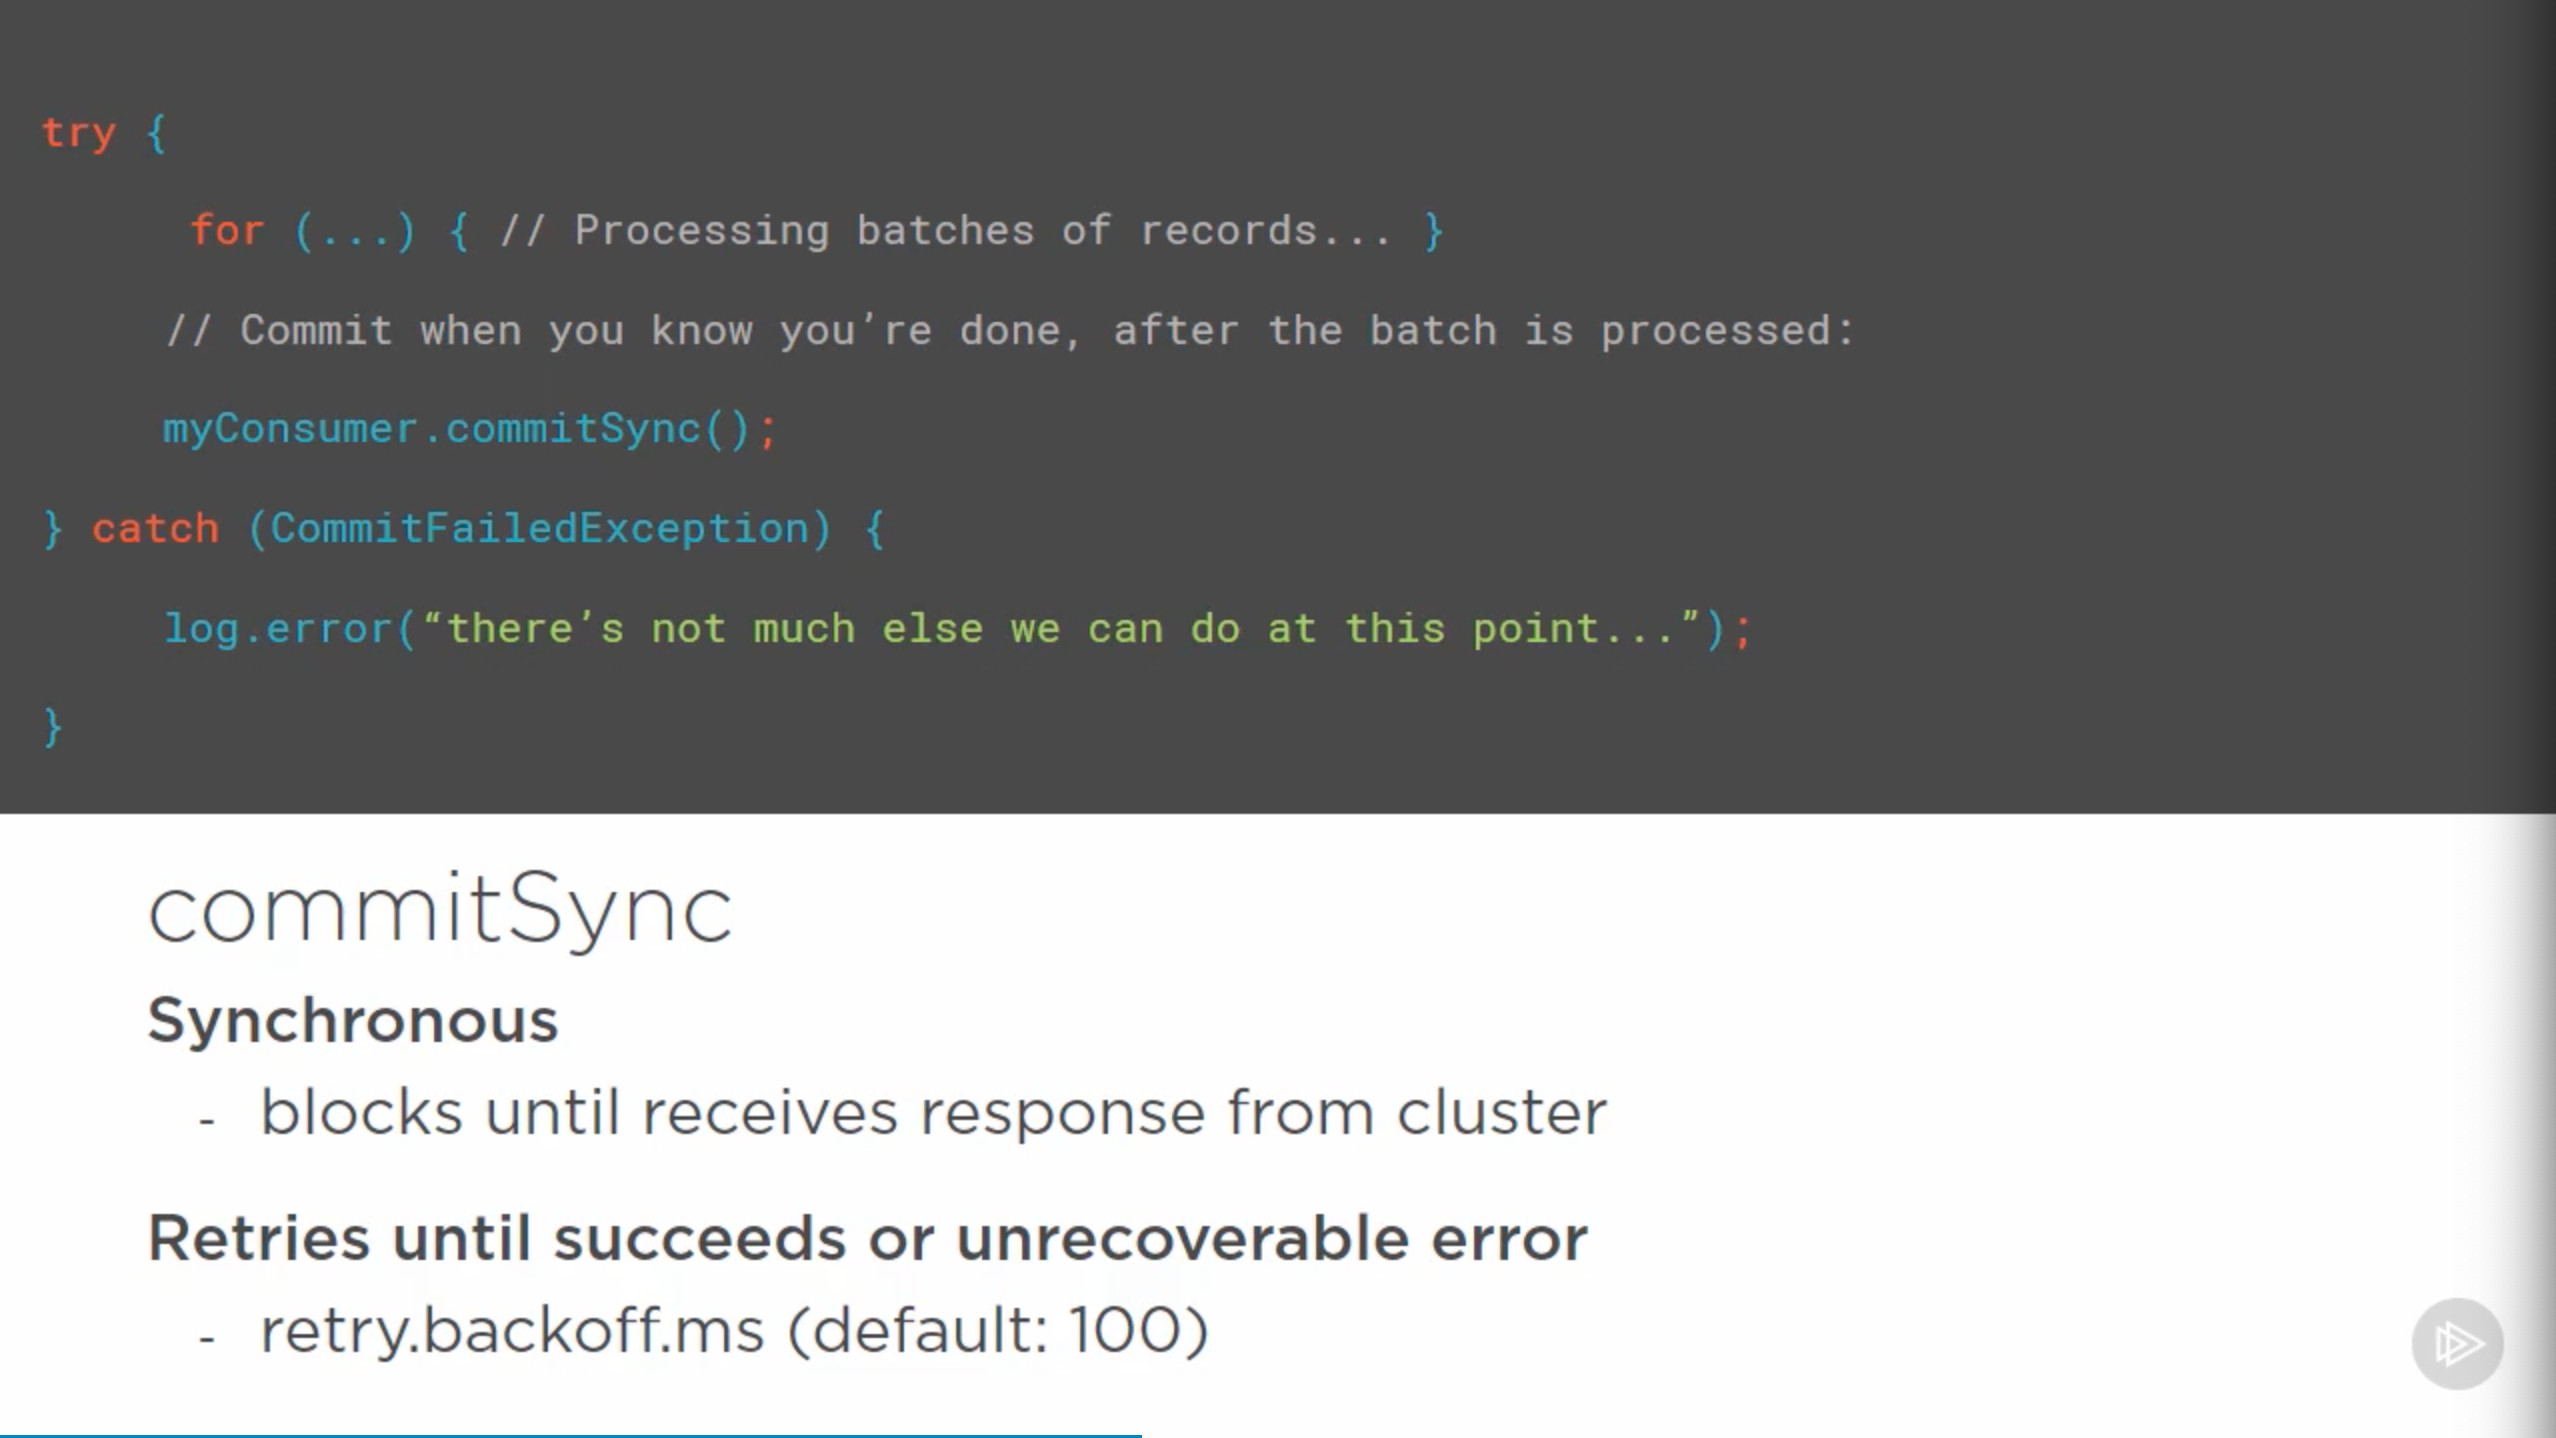 try {
for (...) { // Processing batches of records... }
// Commit when you know you’re done, after the batch is processed:
myConsumer.commitSync();
} catch (CommitFailedException) {
log.error(“there’s not much else we can do at this point...”);
}
commitSync
Synchronous
- blocks until receives response from cluster
Retries until succeeds or unrecoverable error
- retry.backoff.ms (default: 100)